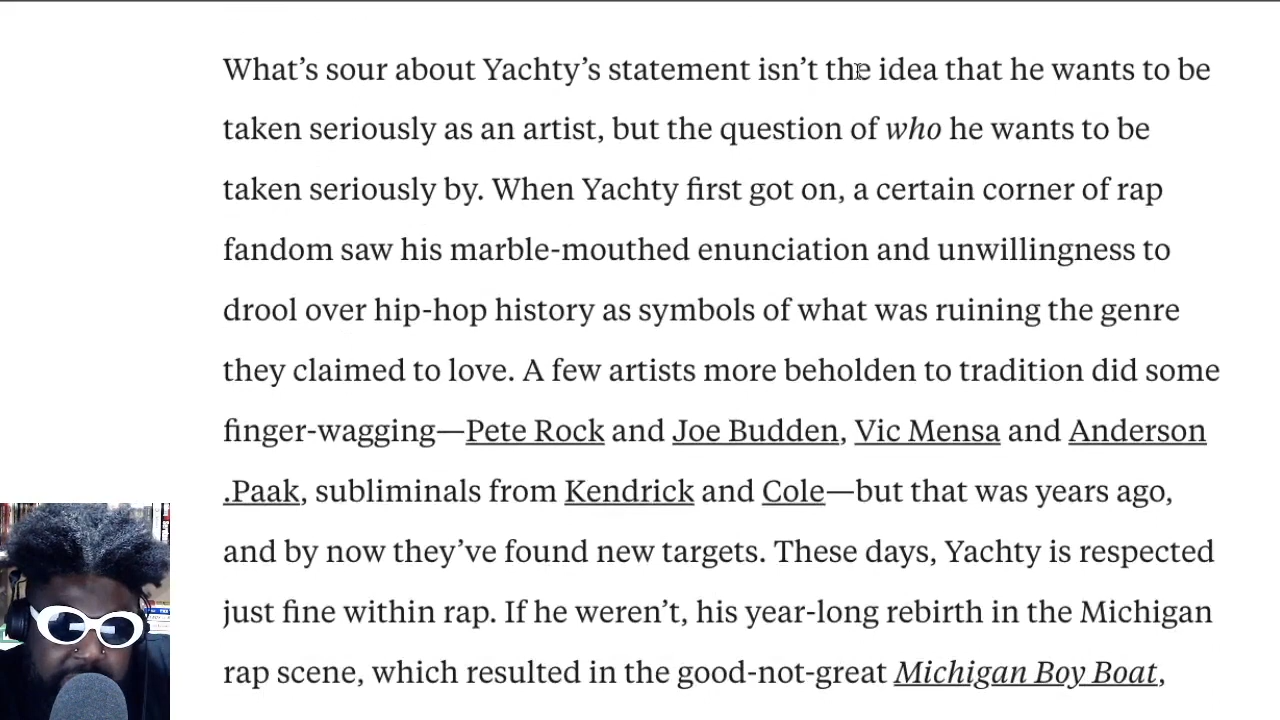 What’s sour about Yachty’s statement isn’t the idea that he wants to be
taken seriously as an artist, but the question of who he wants to be
taken seriously by. When Yachty first got on, a certain corner of rap
fandom saw his marble-mouthed enunciation and unwillingness to
drool over hip-hop history as symbols of what was ruining the genre
they claimed to love. A few artists more beholden to tradition did some
finger-wagging—Pete Rock and Joe Budden, Vic Mensa and Anderson
.Paak, subliminals from Kendrick and Cole—but that was years ago,
and by now they’ve found new targets. These days, Yachty is respected
just fine within rap. If he weren’t, his year-long rebirth in the Michigan
rap scene, which resulted in the good-not-great Michigan Boy Boat,